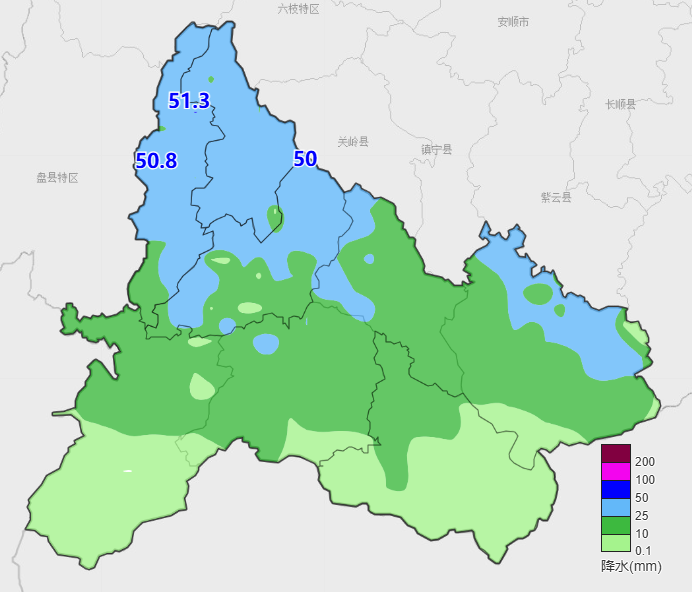 六枝特区
安顺市
51.3
长顺县
关岭县
镇宁县
50.8
50
盘县特区
紫云县
200
100
50
25
10
0.1
降水(mm)